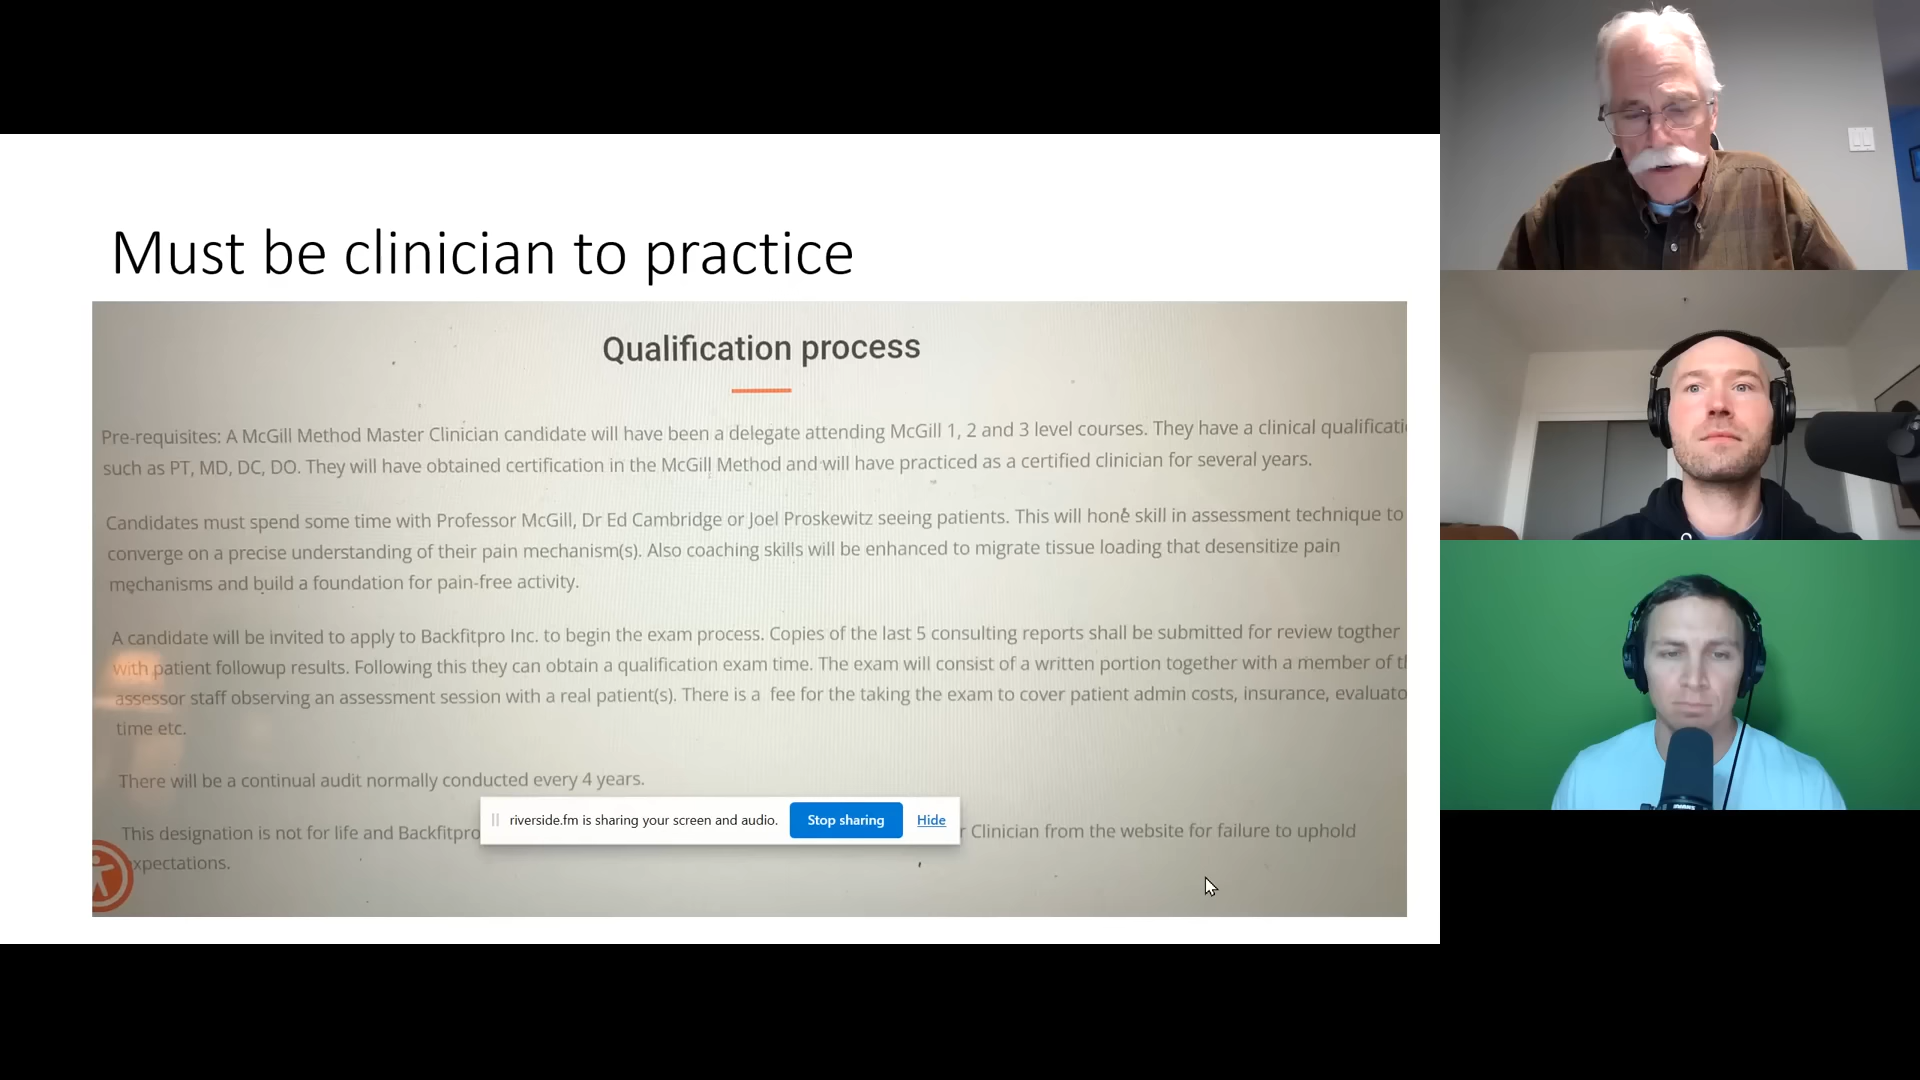 Must be clinician to practice
Qualification process
Pre-requisites: A McGill Method Master Clinician candidate will have been a delegate attending McGill 1, 2 and 3 level courses. They have a clinical qualificati
such as PT, MD, DC, DO. They will have obtained certification in the McGill Method and will have practiced as a certified clinician for several years.
Candidates must spend some time with Professor McGill, Dr Ed Cambridge or Joel Proskewitz seeing patients. This will hone skill in assessment technique to
converge on a precise understanding of their pain mechanism(s). Also coaching skills will be enhanced to migrate tissue loading that desensitize pain
mechanisms and build a foundation for pain-free activity.
A candidate will be invited to apply to Backfitpro Inc. to begin the exam process. Copies of the last 5 consulting reports shall be submitted for review togther
with patient followup results. Following this they can obtain a qualification exam time. The exam will consist of a written portion together with a member of th
assessor staff observing an assessment session with a real patient(s). There is a fee for the taking the exam to cover patient admin costs, insurance, evaluato
time etc.
There will be a continual audit normally conducted every 4 years.
This designation is not for life and Backfitpro r Clinician from the website for failure to uphold
expectations.
riverside.fm is sharing your screen and audio.
Stop sharing
Hide